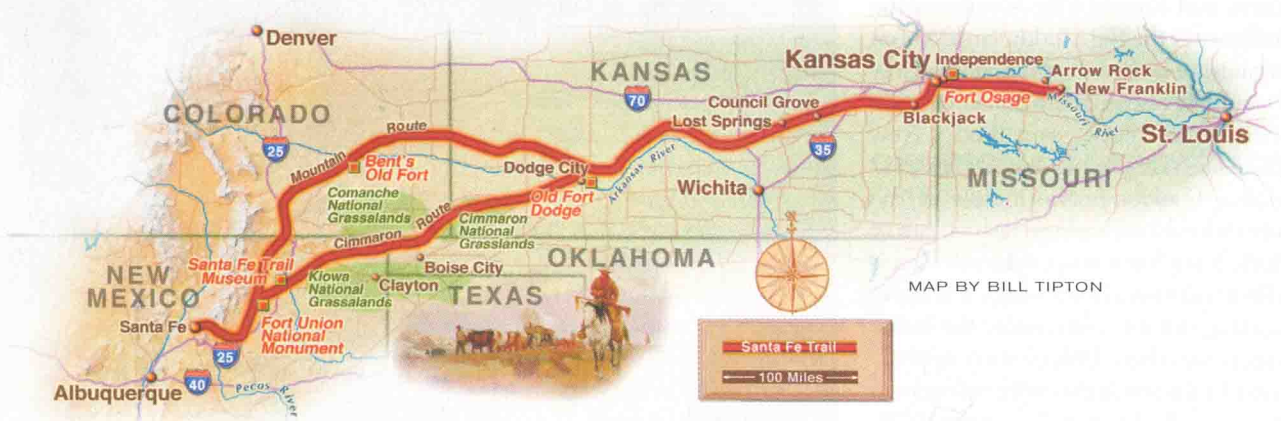 Denver
COLORADO
25
Mountain
Route
Bent's
Old Fort
Comanche
National
Grassalands
KANSAS
70
Kansas City
Independence
Fort Osage
Arrow Rock
New Franklin
Missouri River
St. Louis
MISSOURI
Council Grove
Lost Springs
Blackjack
35
Dodge City
Old Fort
Dodge
Arkansas River
Wichita
Cimmaron Route
Cimmaron
National
Grasslands
OKLAHOMA
NEW
MEXICO
Santa Fe Trail
Museum
Kiowa
National
Grassalands
Boise City
Clayton
TEXAS
Santa Fe
Fort Union
National
Monument
25
Albuquerque
40
Pecos River
N
MAP BY BILL TIPTON
Santa Fe Trail
100 Miles